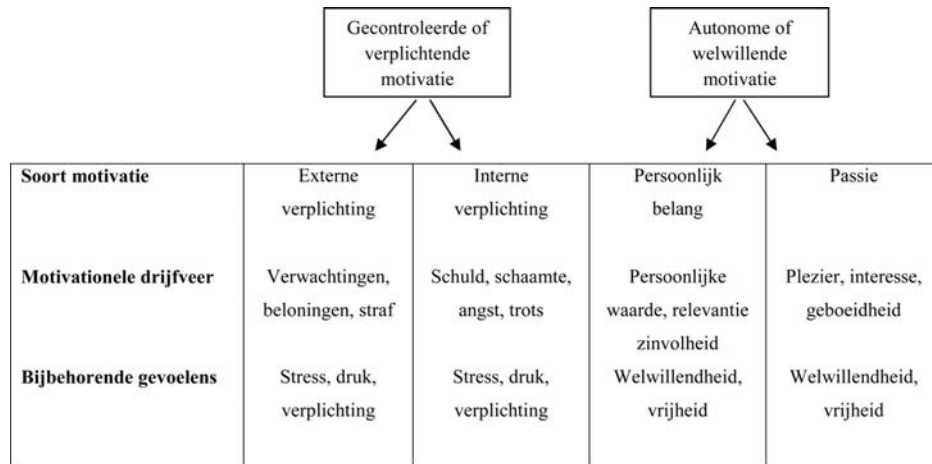 Gecontroleerde of
verplichtende
motivatie
Autonome of
welwillende
motivatie
Soort motivatie
Externe
verplichting
Interne
verplichting
Persoonlijk
belang
Passie
Motivationele drijfveer
Verwachtingen,
beloningen, straf
Schuld, schaamte,
angst, trots
Persoonlijke
waarde, relevantie
zinvolheid
Plezier, interesse,
geboeidheid
Bijbehorende gevoelens
Stress, druk,
verplichting
Stress, druk,
verplichting
Welwillendheid,
vrijheid
Welwillendheid,
vrijheid